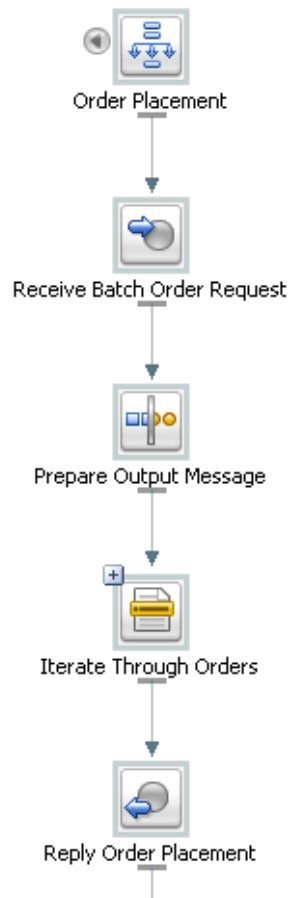 Order Placement
Receive Batch Order Request
Prepare Output Message
Iterate Through Orders
Reply Order Placement